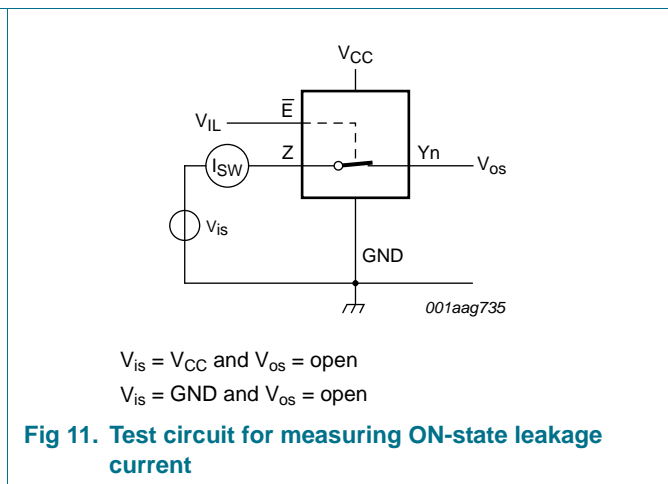 VCC
E̅
VIL
Z
Yn
ISW
Vos
Vis
GND
001aag735
Vis = VCC and Vos = open
Vis = GND and Vos = open
Fig 11. Test circuit for measuring ON-state leakage
current